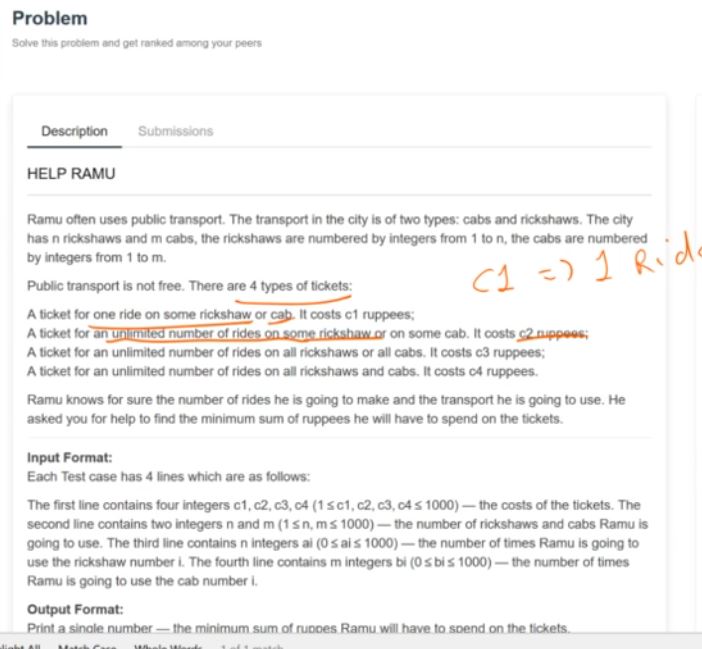 Problem
Solve this problem and get ranked among your peers
Description Submissions
HELP RAMU
Ramu often uses public transport. The transport in the city is of two types: cabs and rickshaws. The city
has n rickshaws and m cabs, the rickshaws are numbered by integers from 1 to n, the cabs are numbered
by integers from 1 to m.
C1 => 1 Rid
Public transport is not free. There are 4 types of tickets:
A ticket for one ride on some rickshaw or cab. It costs c1 ruppees;
A ticket for an unlimited number of rides on some rickshaw or on some cab. It costs c2 ruppees;
A ticket for an unlimited number of rides on all rickshaws or all cabs. It costs c3 ruppees;
A ticket for an unlimited number of rides on all rickshaws and cabs. It costs c4 ruppees.
Ramu knows for sure the number of rides he is going to make and the transport he is going to use. He
asked you for help to find the minimum sum of ruppees he will have to spend on the tickets.
Input Format:
Each Test case has 4 lines which are as follows:
The first line contains four integers c1, c2, c3, c4 (1 ≤ c1, c2, c3, c4 ≤ 1000) — the costs of the tickets. The
second line contains two integers n and m (1 ≤ n, m ≤ 1000) — the number of rickshaws and cabs Ramu is
going to use. The third line contains n integers ai (0 ≤ ai ≤ 1000) — the number of times Ramu is going to
use the rickshaw number i. The fourth line contains m integers bi (0 ≤ bi ≤ 1000) — the number of times
Ramu is going to use the cab number i.
Output Format:
Print a single number — the minimum sum of ruppes Ramu will have to spend on the tickets.
light All Match Case Whole Words 1 of 1 match